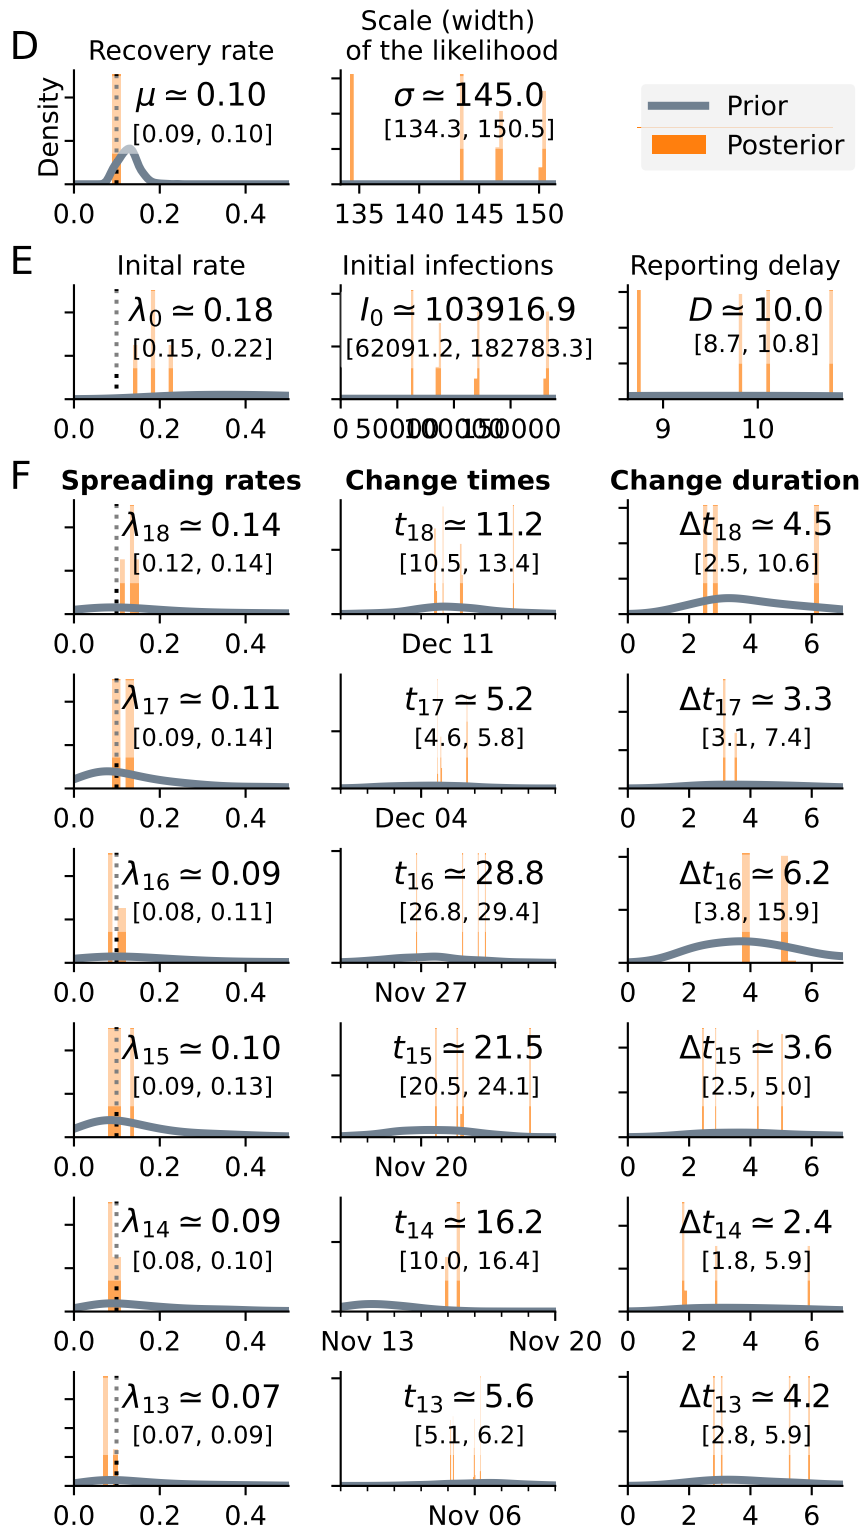 D
Recovery rate
Scale (width)
of the likelihood
Density
μ ≃ 0.10
[0.09, 0.10]
0.0 0.2 0.4
σ ≃ 145.0
[134.3, 150.5]
135 140 145 150
Prior
Posterior
E
Inital rate
λ0 ≃ 0.18
[0.15, 0.22]
0.0 0.2 0.4
Initial infections
I0 ≃ 103916.9
[62091.2, 182783.3]
0 50000 100000 150000
Reporting delay
D ≃ 10.0
[8.7, 10.8]
9 10
F
Spreading rates Change times Change duration
λ18 ≃ 0.14 t18 ≃ 11.2 Δt18 ≃ 4.5
[0.12, 0.14] [10.5, 13.4] [2.5, 10.6]
0.0 0.2 0.4 Dec 11 0 2 4 6
λ17 ≃ 0.11 t17 ≃ 5.2 Δt17 ≃ 3.3
[0.09, 0.14] [4.6, 5.8] [3.1, 7.4]
0.0 0.2 0.4 Dec 04 0 2 4 6
λ16 ≃ 0.09 t16 ≃ 28.8 Δt16 ≃ 6.2
[0.08, 0.11] [26.8, 29.4] [3.8, 15.9]
0.0 0.2 0.4 Nov 27 0 2 4 6
λ15 ≃ 0.10 t15 ≃ 21.5 Δt15 ≃ 3.6
[0.09, 0.13] [20.5, 24.1] [2.5, 5.0]
0.0 0.2 0.4 Nov 20 0 2 4 6
λ14 ≃ 0.09 t14 ≃ 16.2 Δt14 ≃ 2.4
[0.08, 0.10] [10.0, 16.4] [1.8, 5.9]
0.0 0.2 0.4 Nov 13 Nov 20 0 2 4 6
λ13 ≃ 0.07 t13 ≃ 5.6 Δt13 ≃ 4.2
[0.07, 0.09] [5.1, 6.2] [2.8, 5.9]
0.0 0.2 0.4 Nov 06 0 2 4 6